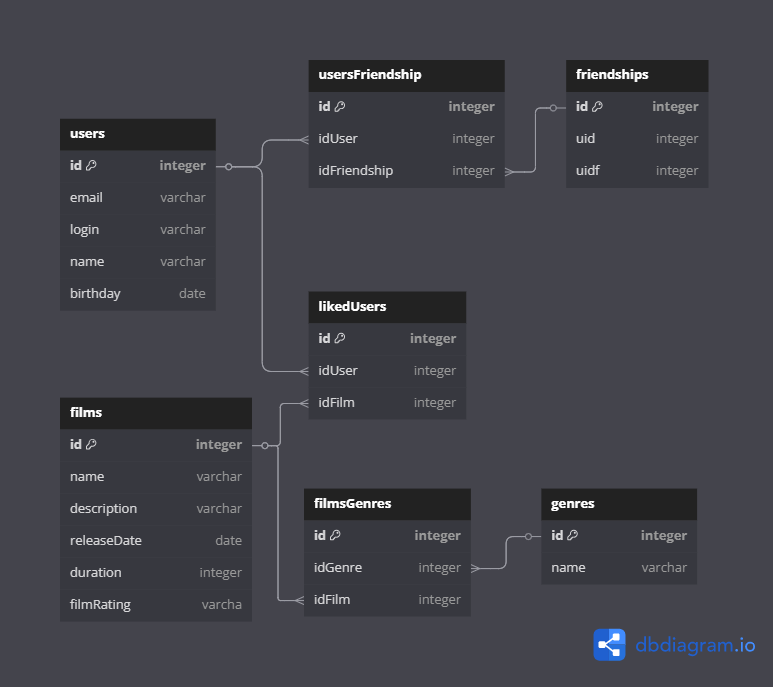 usersFriendship
id integer
idUser integer
idFriendship integer
friendships
id integer
uid integer
uidf integer
users
id integer
email varchar
login varchar
name varchar
birthday date
likedUsers
id integer
idUser integer
idFilm integer
films
id integer
name varchar
description varchar
releaseDate date
duration integer
filmRating varcha
filmsGenres
id integer
idGenre integer
idFilm integer
genres
id integer
name varchar
dbdiagram.io